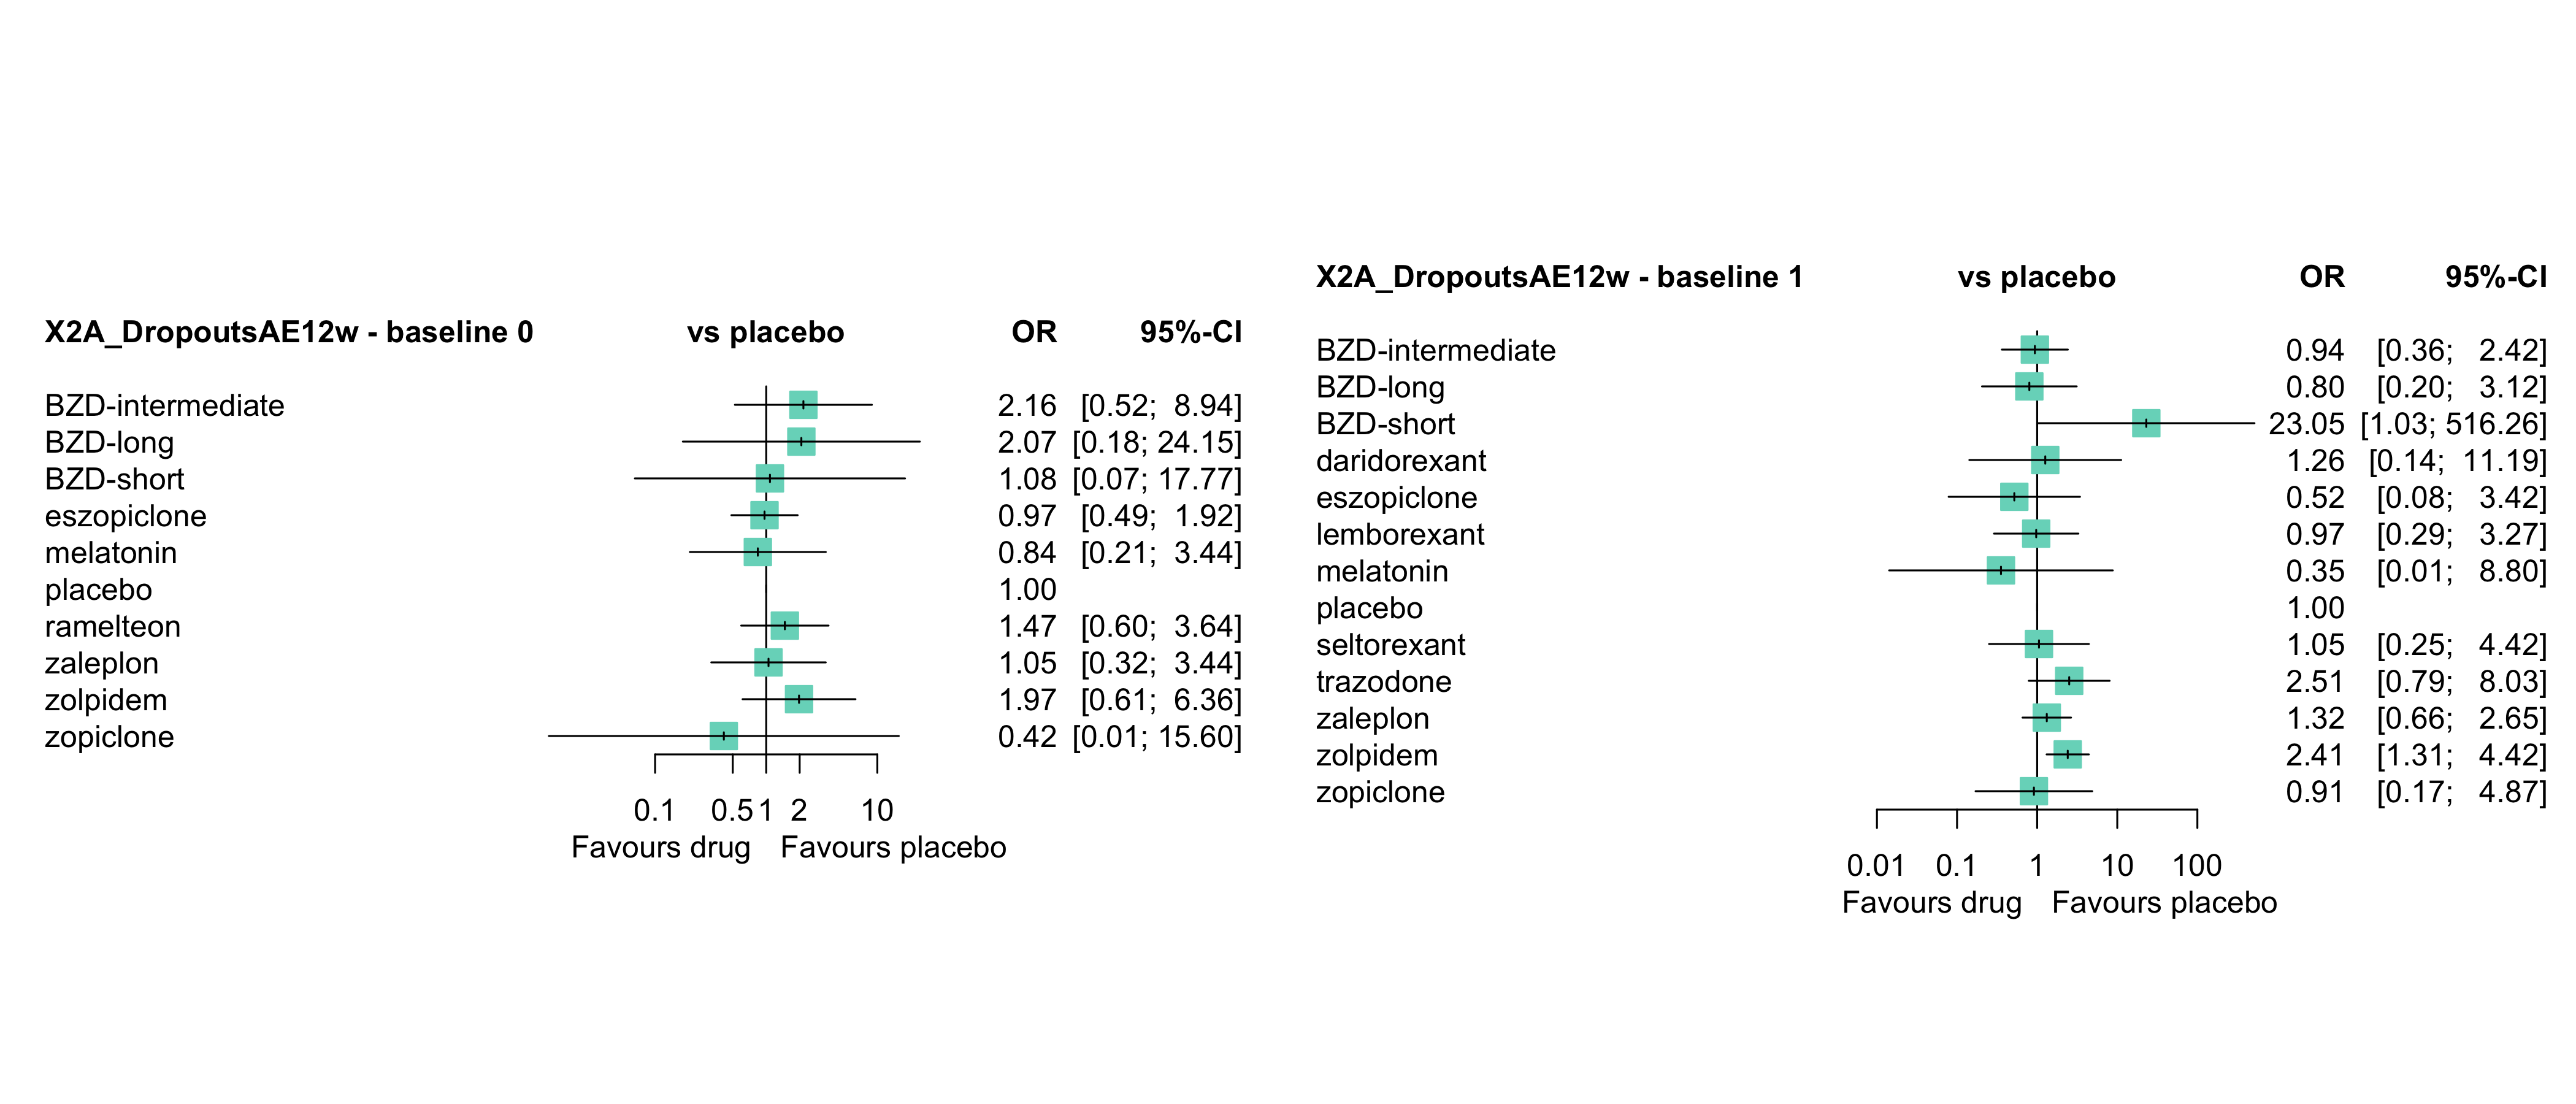 X2A_DropoutsAE12w - baseline 0 vs placebo OR 95%-CI
BZD-intermediate 2.16 [0.52; 8.94]
BZD-long 2.07 [0.18; 24.15]
BZD-short 1.08 [0.07; 17.77]
eszopiclone 0.97 [0.49; 1.92]
melatonin 0.84 [0.21; 3.44]
placebo 1.00
ramelteon 1.47 [0.60; 3.64]
zaleplon 1.05 [0.32; 3.44]
zolpidem 1.97 [0.61; 6.36]
zopiclone 0.42 [0.01; 15.60]
0.1 0.5 1 2 10
Favours drug Favours placebo
X2A_DropoutsAE12w - baseline 1 vs placebo OR 95%-CI
BZD-intermediate 0.94 [0.36; 2.42]
BZD-long 0.80 [0.20; 3.12]
BZD-short 23.05 [1.03; 516.26]
daridorexant 1.26 [0.14; 11.19]
eszopiclone 0.52 [0.08; 3.42]
lemborexant 0.97 [0.29; 3.27]
melatonin 0.35 [0.01; 8.80]
placebo 1.00
seltorexant 1.05 [0.25; 4.42]
trazodone 2.51 [0.79; 8.03]
zaleplon 1.32 [0.66; 2.65]
zolpidem 2.41 [1.31; 4.42]
zopiclone 0.91 [0.17; 4.87]
0.01 0.1 1 10 100
Favours drug Favours placebo